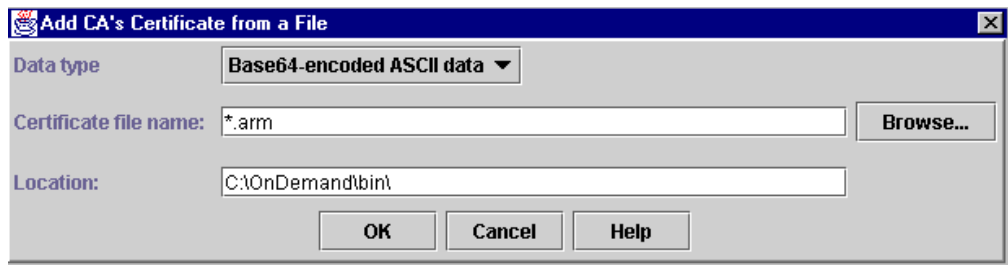 Add CA's Certificate from a File
Data type Base64-encoded ASCII data
Certificate file name: *.arm Browse...
Location: C:\OnDemand\bin\
OK Cancel Help